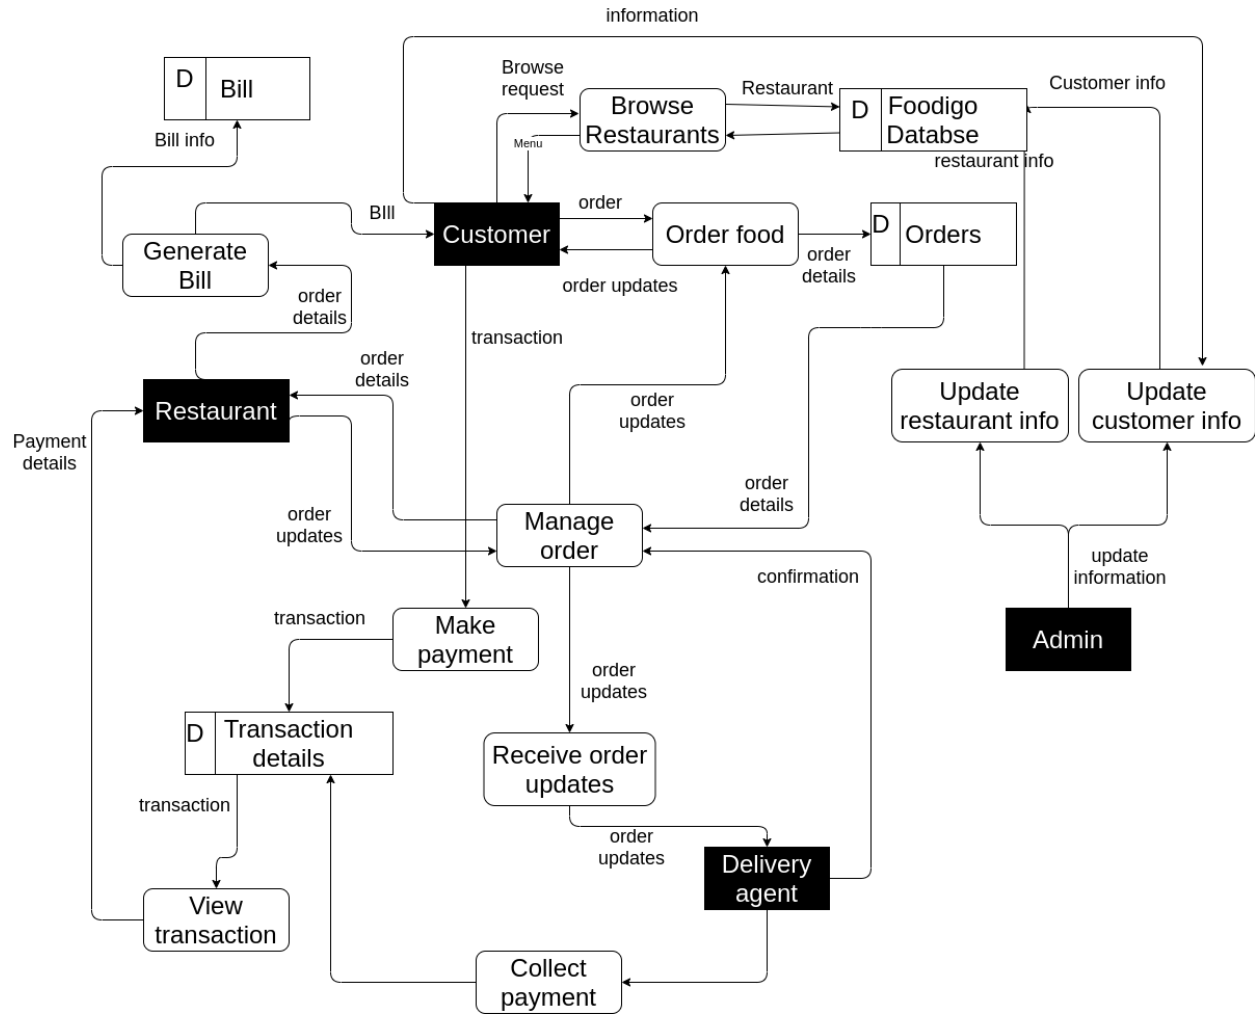 information
D
Bill
Bill info
Browse
request
Browse
Restaurants
Menu
Restaurant
D
Foodigo
Databse
restaurant info
Customer info
BIll
Generate
Bill
Customer
order
order updates
Order food
order
details
D
Orders
order
details
transaction
order
details
Restaurant
Payment
details
order
updates
Update
restaurant info
Update
customer info
order
updates
order
details
Manage
order
confirmation
update
information
Admin
transaction
Make
payment
order
updates
D
Transaction
details
Receive order
updates
transaction
order
updates
Delivery
agent
View
transaction
Collect
payment